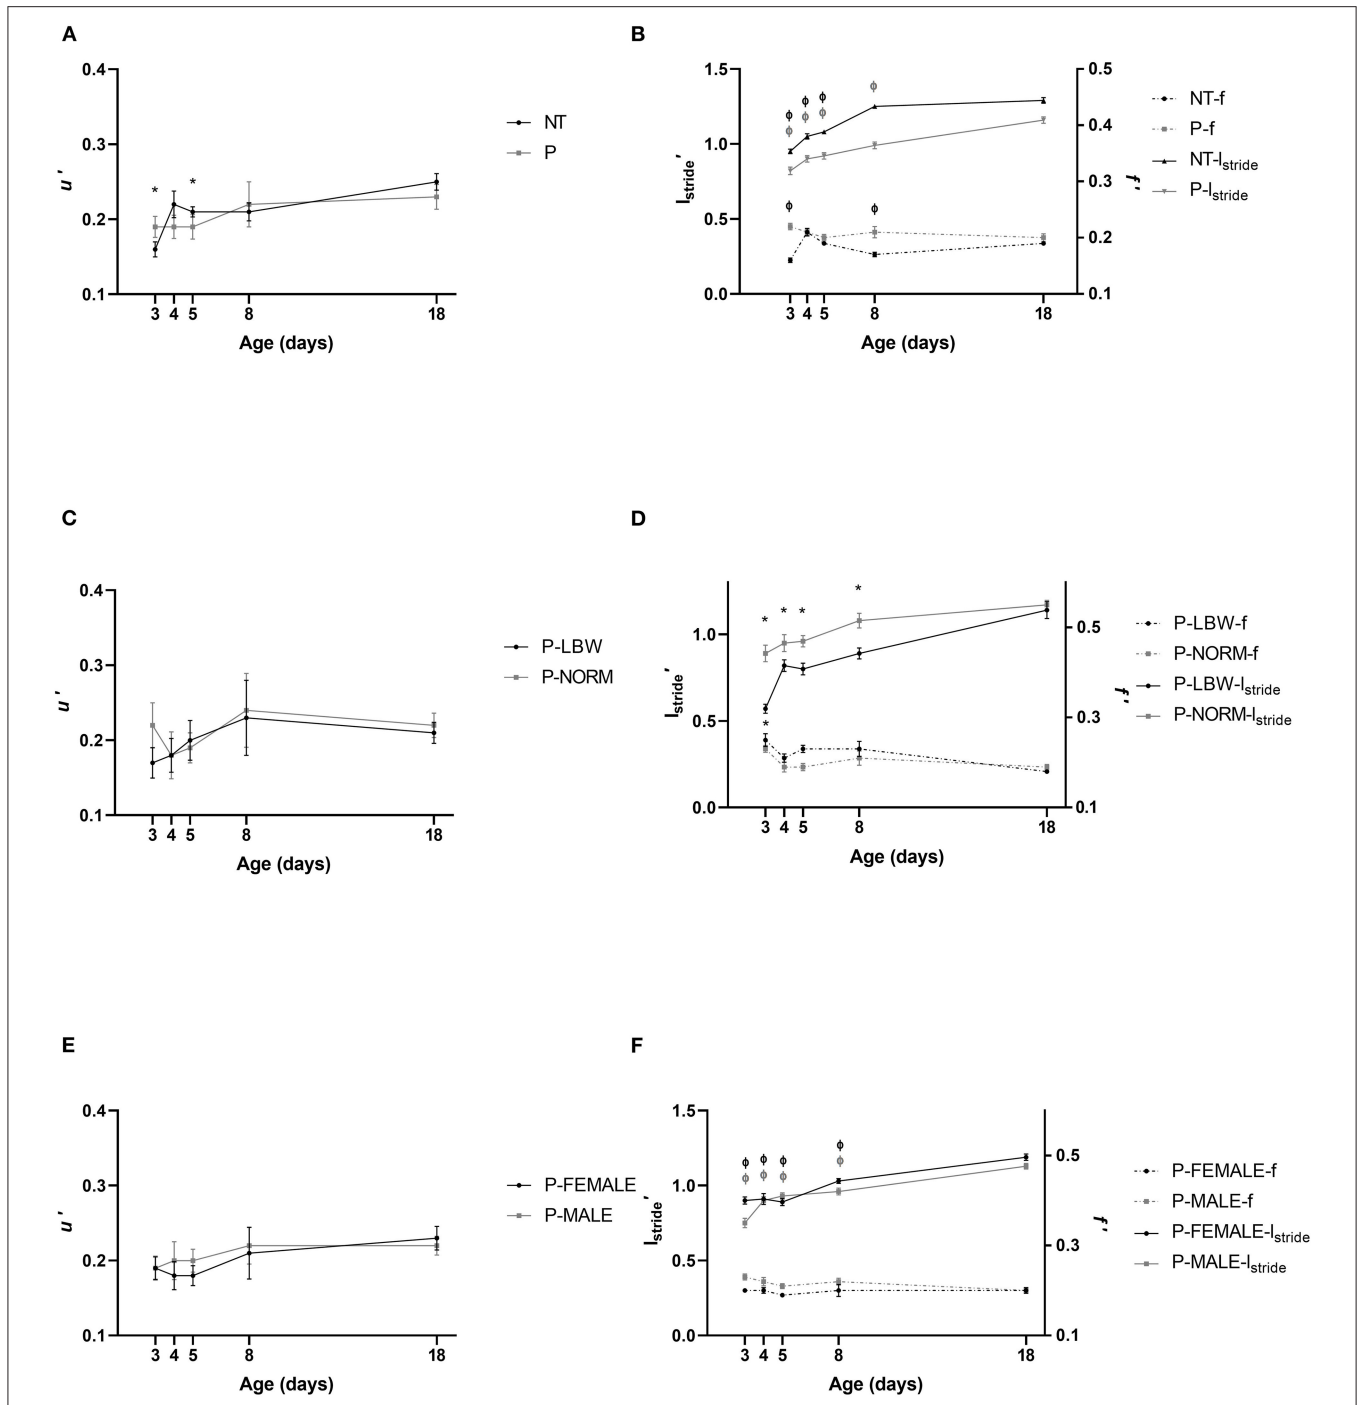 A
0.4
0.3
0.2
0.1
u'
*
*
3 4 5 8 18
Age (days)
NT
P
B
1.5
1.0
0.5
0.0
lstride'
ϕ ϕ ϕ ϕ
ϕ ϕ ϕ
ϕ ϕ
0.5
0.4
0.3
0.2
0.1
f'
3 4 5 8 18
Age (days)
NT-f
P-f
NT-lstride
P-lstride
C
0.4
0.3
0.2
0.1
u'
3 4 5 8 18
Age (days)
P-LBW
P-NORM
D
1.0
0.5
0.0
lstride'
* * * *
*
0.5
0.3
0.1
f'
3 4 5 8 18
Age (days)
P-LBW-f
P-NORM-f
P-LBW-lstride
P-NORM-lstride
E
0.4
0.3
0.2
0.1
u'
3 4 5 8 18
Age (days)
P-FEMALE
P-MALE
F
1.5
1.0
0.5
0.0
lstride'
ϕ ϕ ϕ ϕ
ϕ ϕ ϕ ϕ
0.5
0.3
0.1
f'
3 4 5 8 18
Age (days)
P-FEMALE-f
P-MALE-f
P-FEMALE-lstride
P-MALE-lstride